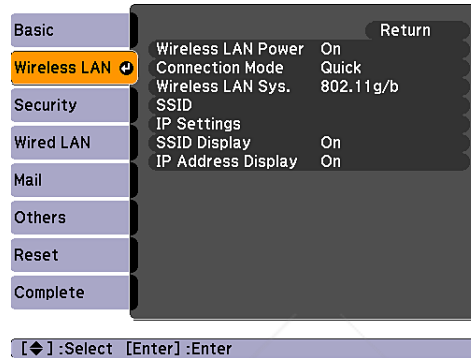 Basic
Wireless LAN
Security
Wired LAN
Mail
Others
Reset
Complete
Return
Wireless LAN Power On
Connection Mode Quick
Wireless LAN Sys. 802.11g/b
SSID
IP Settings
SSID Display On
IP Address Display On
[◆] :Select [Enter] :Enter